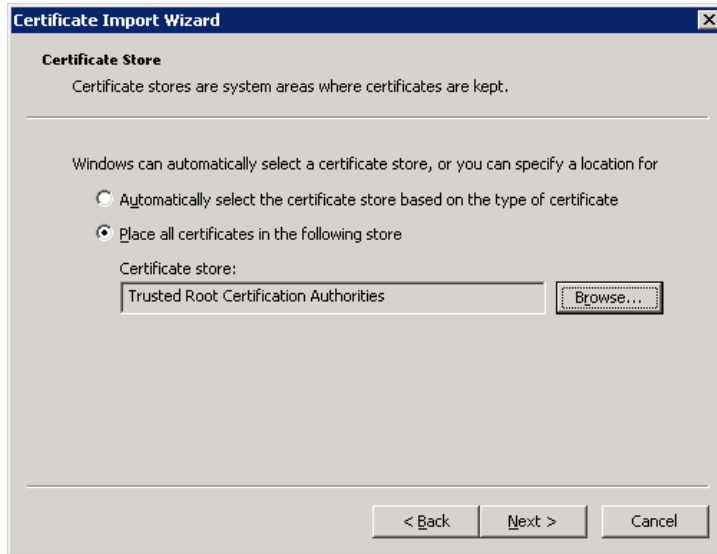 Certificate Import Wizard
Certificate Store
Certificate stores are system areas where certificates are kept.
Windows can automatically select a certificate store, or you can specify a location for
Automatically select the certificate store based on the type of certificate
Place all certificates in the following store
Certificate store:
Trusted Root Certification Authorities
Browse...
< Back
Next >
Cancel